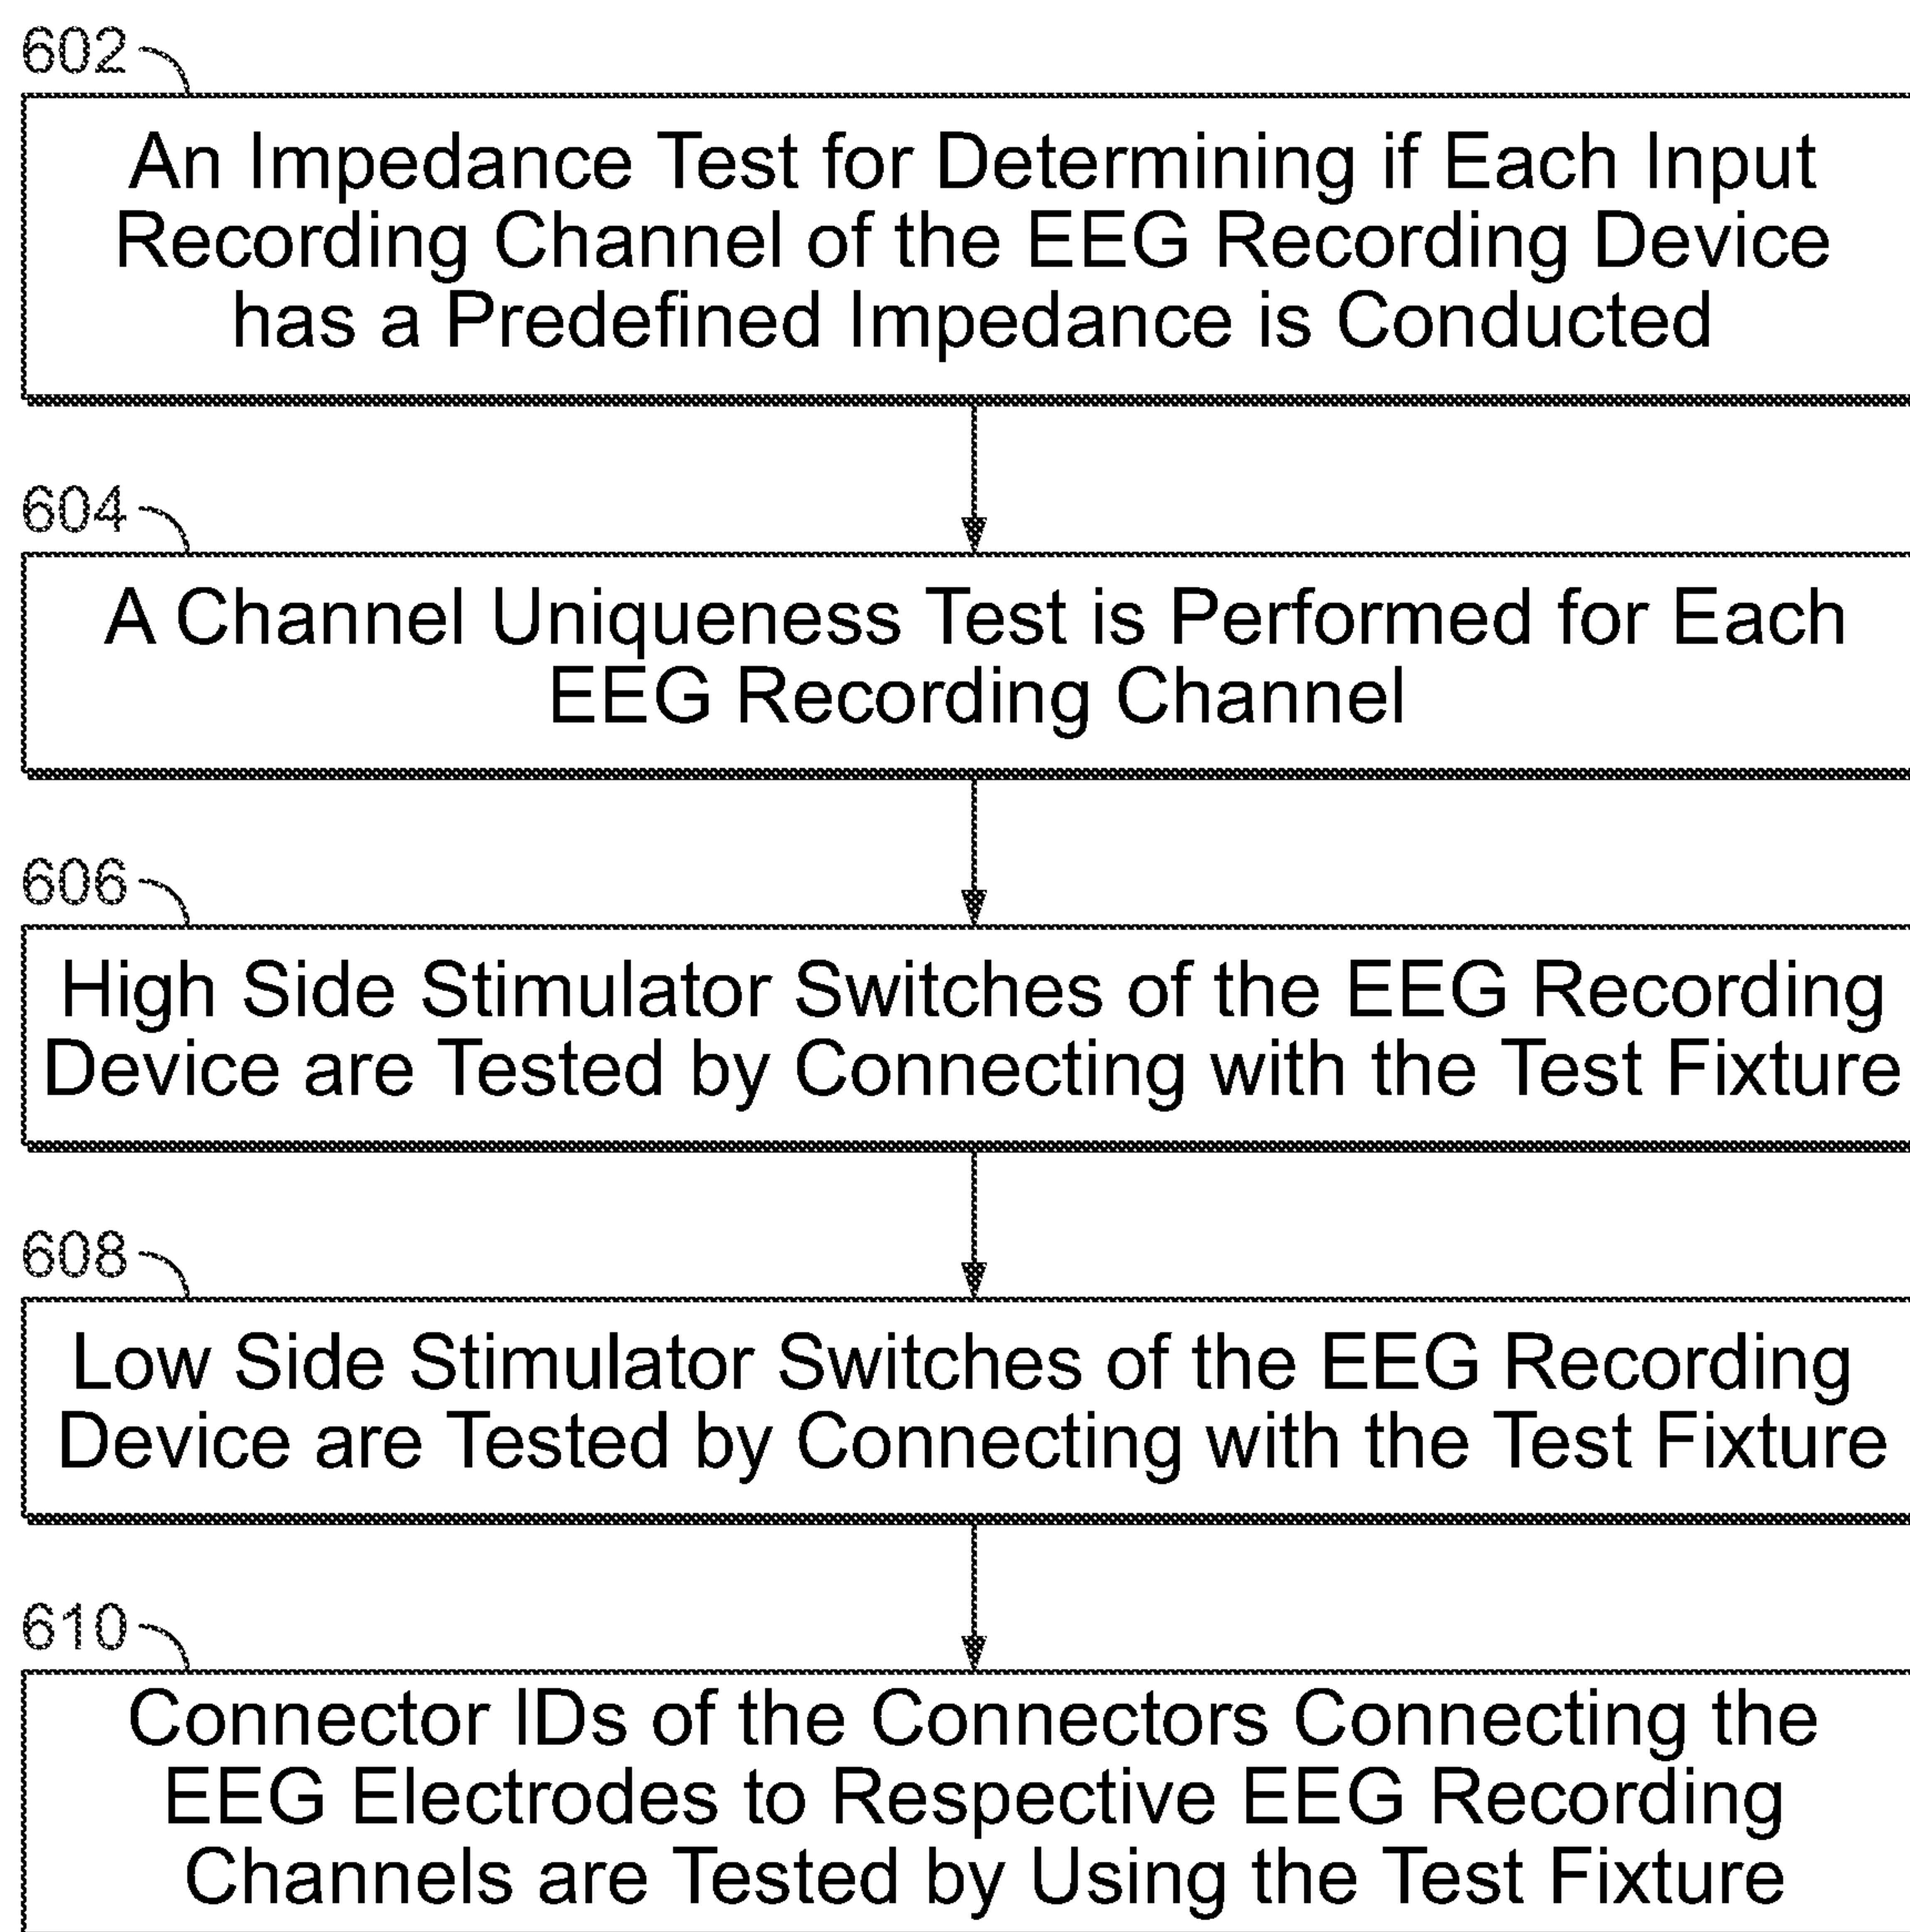 602
An Impedance Test for Determining if Each Input
Recording Channel of the EEG Recording Device
has a Predefined Impedance is Conducted
604
A Channel Uniqueness Test is Performed for Each
EEG Recording Channel
606
High Side Stimulator Switches of the EEG Recording
Device are Tested by Connecting with the Test Fixture
608
Low Side Stimulator Switches of the EEG Recording
Device are Tested by Connecting with the Test Fixture
610
Connector IDs of the Connectors Connecting the
EEG Electrodes to Respective EEG Recording
Channels are Tested by Using the Test Fixture